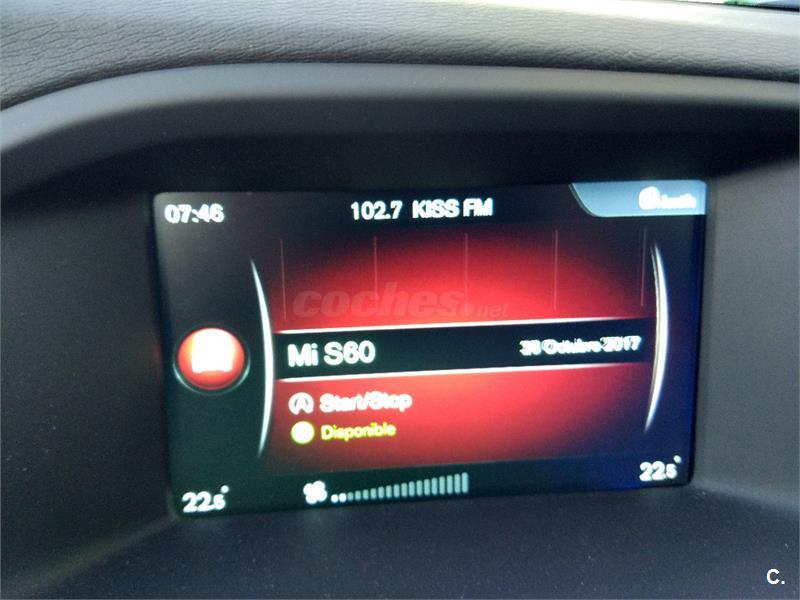 07:46 102.7 KISS FM
coches.net
Mi S60 Octubre 2017
Start/Stop
Disponible
22.5° 22.5°
C.